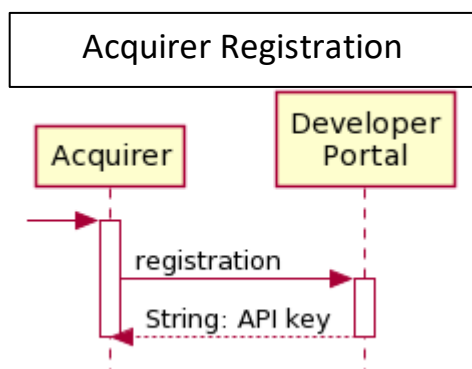 Acquirer Registration
Acquirer
Developer
Portal
registration
String: API key